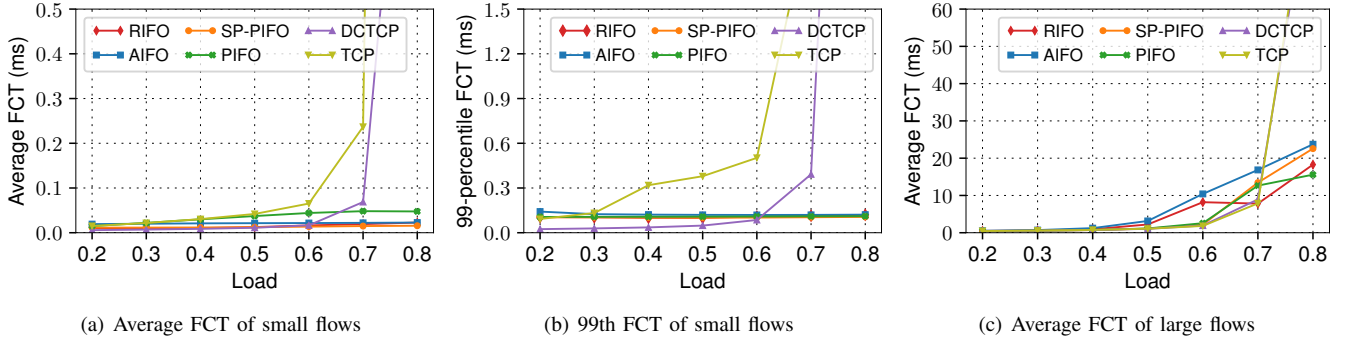 Average FCT (ms)
0.5
0.4
0.3
0.2
0.1
0.0
RIFO SP-PIFO DCTCP
AIFO PIFO TCP
0.2 0.3 0.4 0.5 0.6 0.7 0.8
Load
(a) Average FCT of small flows
99-percentile FCT (ms)
1.5
1.2
0.9
0.6
0.3
0.0
RIFO SP-PIFO DCTCP
AIFO PIFO TCP
0.2 0.3 0.4 0.5 0.6 0.7 0.8
Load
(b) 99th FCT of small flows
Average FCT (ms)
60
50
40
30
20
10
0
RIFO SP-PIFO DCTCP
AIFO PIFO TCP
0.2 0.3 0.4 0.5 0.6 0.7 0.8
Load
(c) Average FCT of large flows